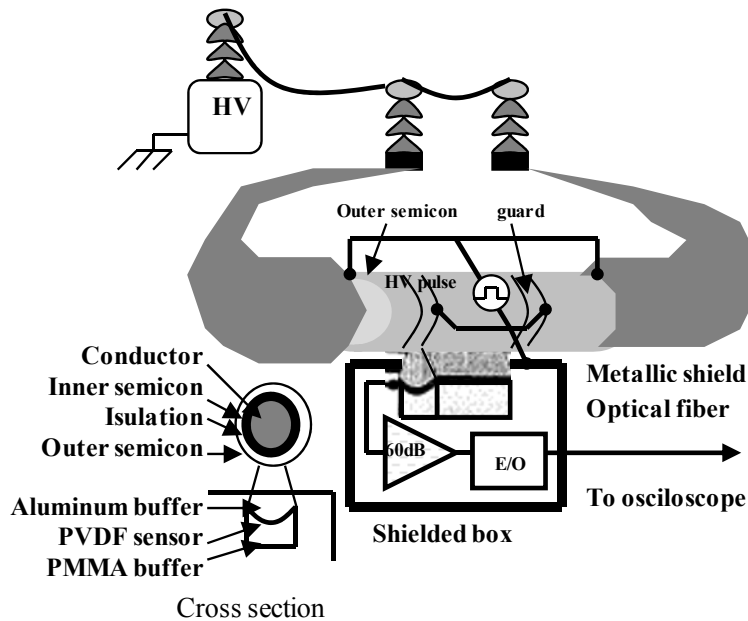 HV
Outer semicon
guard
HV pulse
Conductor
Inner semicon
Isulation
Outer semicon
Metallic shield
Optical fiber
60dB
E/O
Aluminum buffer
PVDF sensor
PMMA buffer
To osciloscope
Shielded box
Cross section